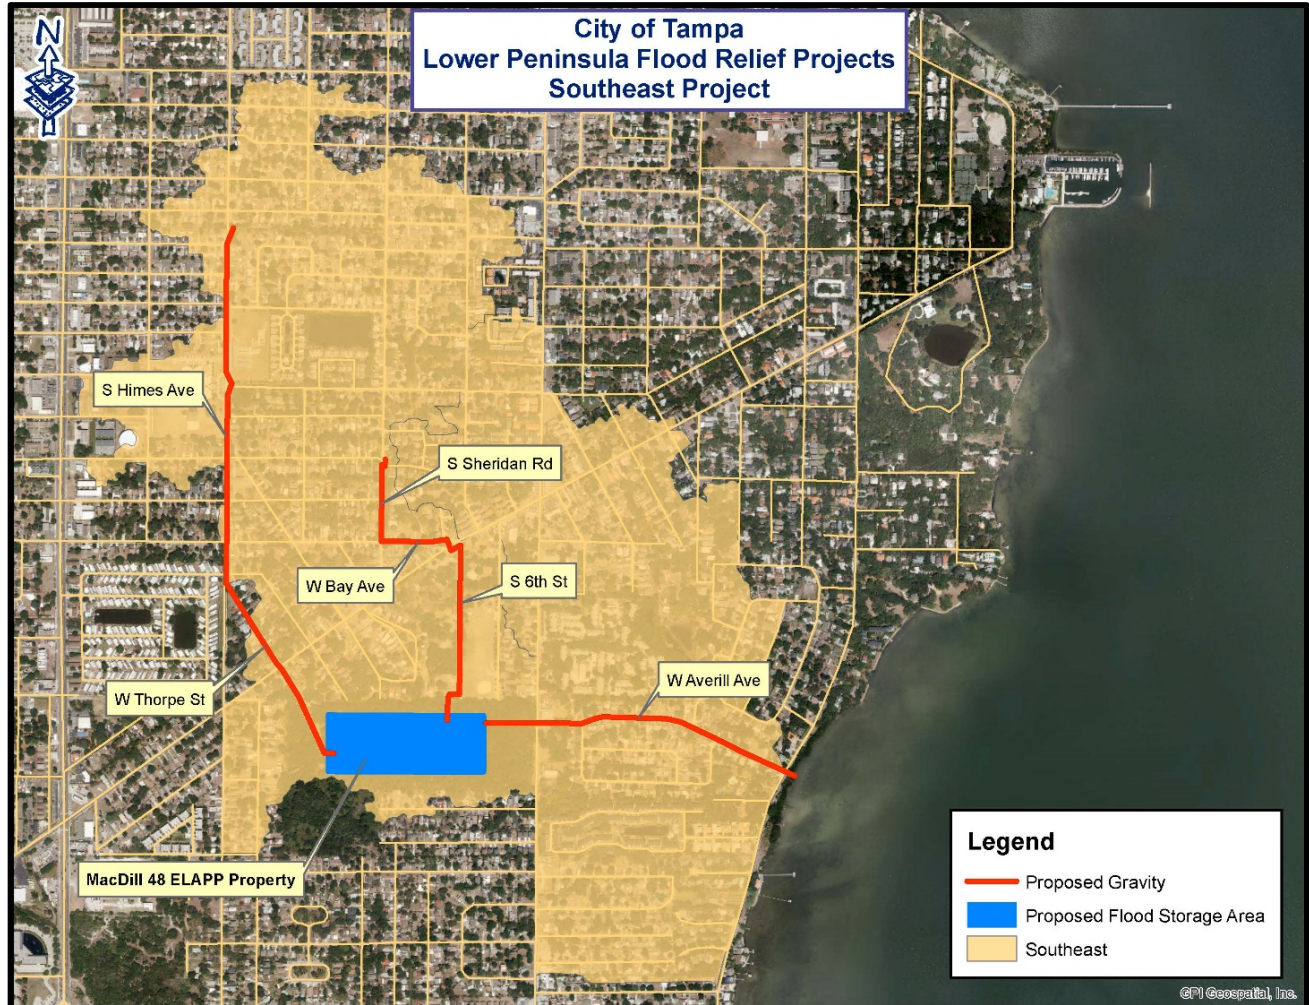 N
City of Tampa
Lower Peninsula Flood Relief Projects
Southeast Project
S Himes Ave
S Sheridan Rd
W Bay Ave
S 6th St
W Thorpe St
W Averill Ave
MacDill 48 ELAPP Property
Legend
Proposed Gravity
Proposed Flood Storage Area
Southeast
GPI Geospatial, Inc.